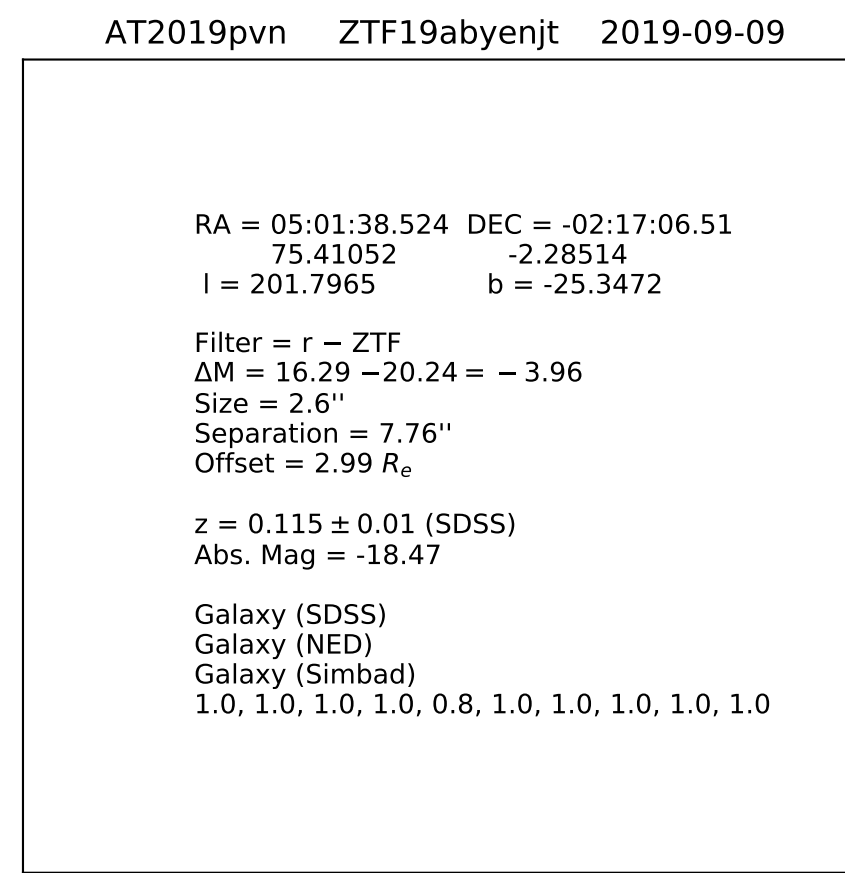 AT2019pvn ZTF19abyenjt 2019-09-09
RA = 05:01:38.524 DEC = -02:17:06.51
75.41052 -2.28514
l = 201.7965 b = -25.3472
Filter = r − ZTF
ΔM = 16.29 −20.24 = − 3.96
Size = 2.6''
Separation = 7.76''
Offset = 2.99 Rₑ
z = 0.115 ± 0.01 (SDSS)
Abs. Mag = -18.47
Galaxy (SDSS)
Galaxy (NED)
Galaxy (Simbad)
1.0, 1.0, 1.0, 1.0, 0.8, 1.0, 1.0, 1.0, 1.0, 1.0